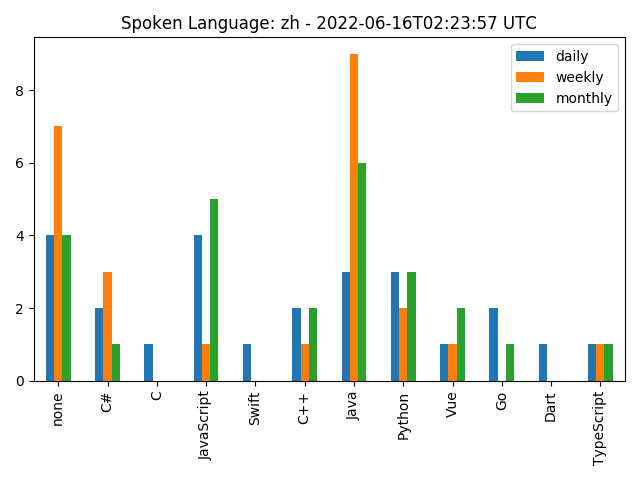 Spoken Language: zh - 2022-06-16T02:23:57 UTC
daily
weekly
monthly
8
6
4
2
0
none
C#
C
JavaScript
Swift
C++
Java
Python
Vue
Go
Dart
TypeScript